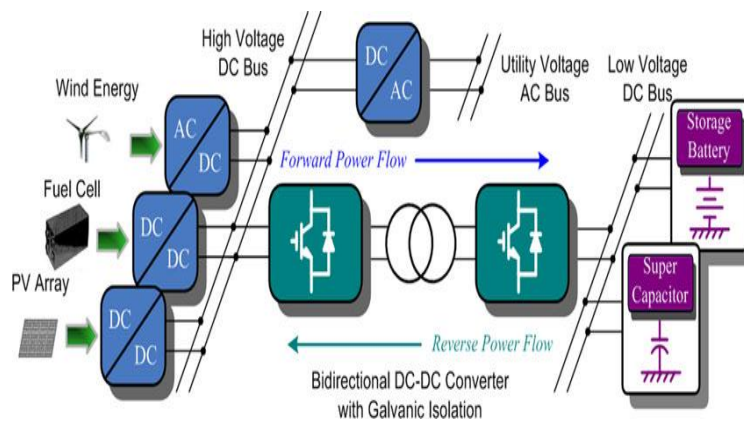 High Voltage
DC Bus
DC
AC
Utility Voltage
AC Bus
Low Voltage
DC Bus
Wind Energy
AC
DC
Storage
Battery
Forward Power Flow
Fuel Cell
DC
DC
PV Array
DC
DC
Super
Capacitor
Reverse Power Flow
Bidirectional DC-DC Converter
with Galvanic Isolation